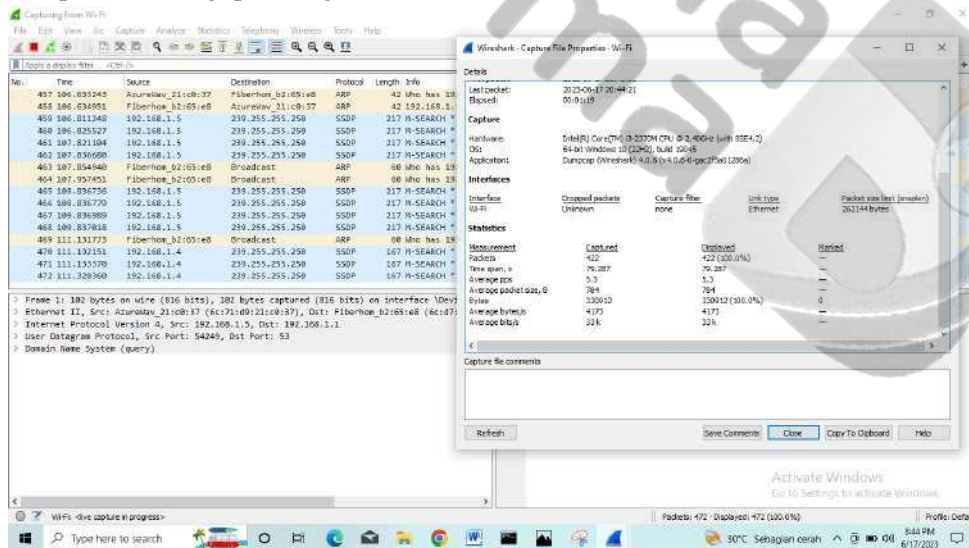 Capturing from Wi-Fi
File Edit View Go Capture Analyze Statistics Telephony Wireless Tools Help
Apply a display filter ... <Ctrl-/>
No. Time Source Destination Protocol Length Info
457 106.635243 AzureWav_21:c0:37 Fiberhom_b2:65:e8 ARP 42 Who has 19
458 106.634951 Fiberhom_b2:65:e8 AzureWav_21:c0:37 ARP 42 192.168.1.
459 106.811248 192.168.1.5 239.255.255.250 SSDP 217 M-SEARCH *
460 106.825527 192.168.1.5 239.255.255.250 SSDP 217 M-SEARCH *
461 107.821104 192.168.1.5 239.255.255.250 SSDP 217 M-SEARCH *
462 107.836680 192.168.1.5 239.255.255.250 SSDP 217 M-SEARCH *
463 107.854940 Fiberhom_b2:65:e8 Broadcast ARP 60 Who has 19
464 107.957451 Fiberhom_b2:65:e8 Broadcast ARP 60 Who has 19
465 108.836736 192.168.1.5 239.255.255.250 SSDP 217 M-SEARCH *
466 108.836770 192.168.1.5 239.255.255.250 SSDP 217 M-SEARCH *
467 109.836989 192.168.1.5 239.255.255.250 SSDP 217 M-SEARCH *
468 109.837018 192.168.1.5 239.255.255.250 SSDP 217 M-SEARCH *
469 111.131773 Fiberhom_b2:65:e8 Broadcast ARP 60 Who has 19
470 111.132151 192.168.1.4 239.255.255.250 SSDP 167 M-SEARCH *
471 111.133370 192.168.1.4 239.255.255.250 SSDP 167 M-SEARCH *
472 111.320360 192.168.1.4 239.255.255.250 SSDP 167 M-SEARCH *
> Frame 1: 102 bytes on wire (816 bits), 102 bytes captured (816 bits) on interface \Devi
> Ethernet II, Src: AzureWav_21:c0:37 (6c:71:d9:21:c0:37), Dst: Fiberhom_b2:65:e8 (6c:d7:
> Internet Protocol Version 4, Src: 192.168.1.5, Dst: 192.168.1.1
> User Datagram Protocol, Src Port: 54249, Dst Port: 53
> Domain Name System (query)
Wireshark - Capture File Properties - Wi-Fi
Details
Last packet: 2023-06-17 20:44:21
Elapsed: 00:01:19
Capture
Hardware: Intel(R) Core(TM) i3-2370M CPU @ 2.40GHz (with SSE4.2)
OS: 64-bit Windows 10 (22H2), build 19045
Application: Dumpcap (Wireshark) 4.0.6
Interfaces
Interface Dropped packets Capture filter Link type Packet size limit (snaplen)
Wi-Fi Unknown none Ethernet 262144 bytes
Statistics
Measurement Captured Displayed Marked
Packets 422 422 (100.0%) —
Time span, s 79.287 79.287 —
Average pps 5.3 5.3 —
Average packet size, B 784 784 —
Bytes 330912 330912 (100.0%) 0
Average bytes/s 4173 4173 —
Average bits/s 33 k 33 k —
Capture file comments
Refresh Save Comments Close Copy To Clipboard Help
Activate Windows
Go to Settings to activate Windows.
Wi-Fi: <live capture in progress>
Packets: 472 · Displayed: 472 (100.0%)
Profile: Defa
Type here to search
30°C Sebagian cerah
8:44 PM
6/17/2023